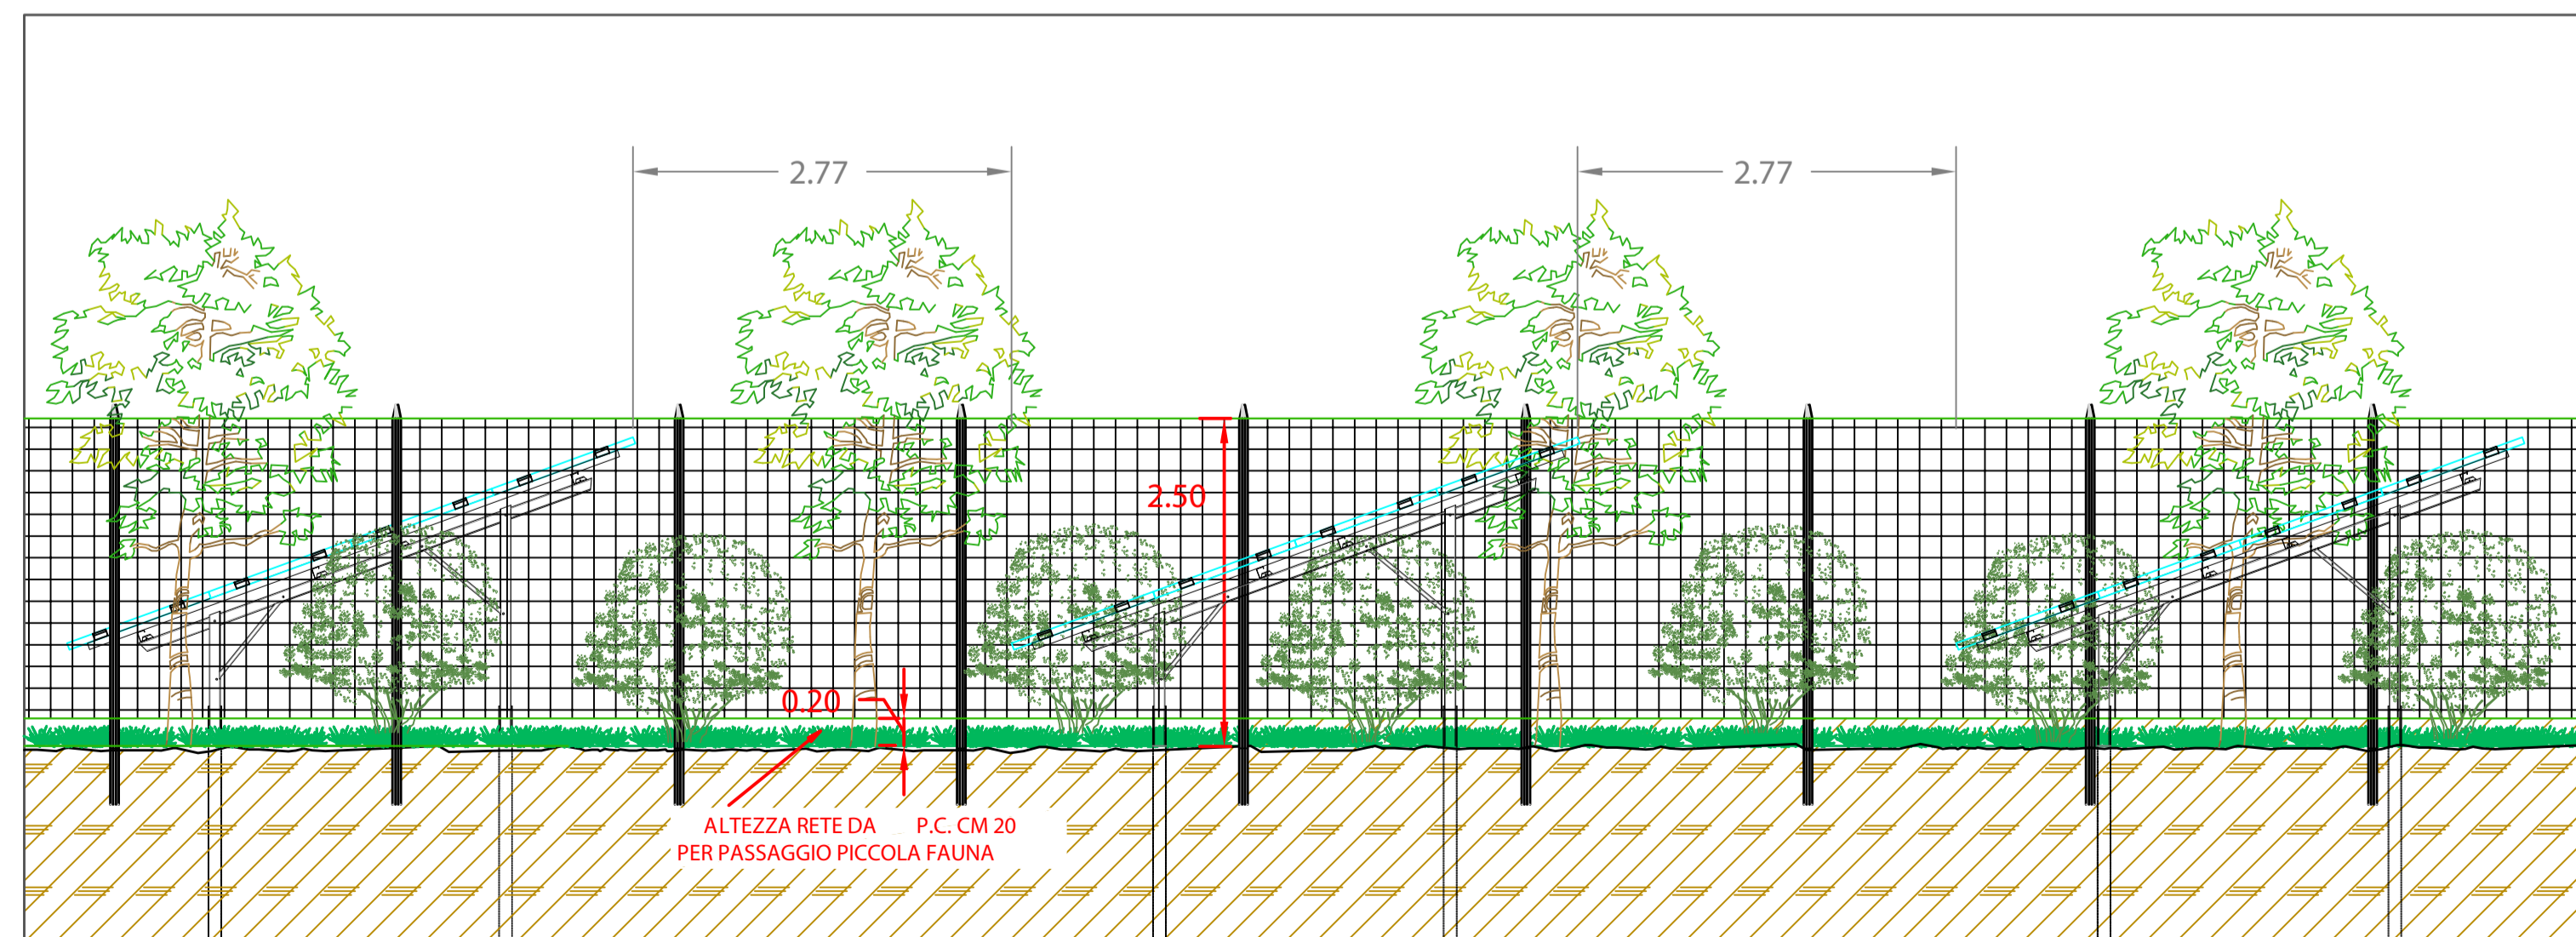 2.77
2.77
2.50
0.20
ALTEZZA RETE DA P.C. CM 20
PER PASSAGGIO PICCOLA FAUNA